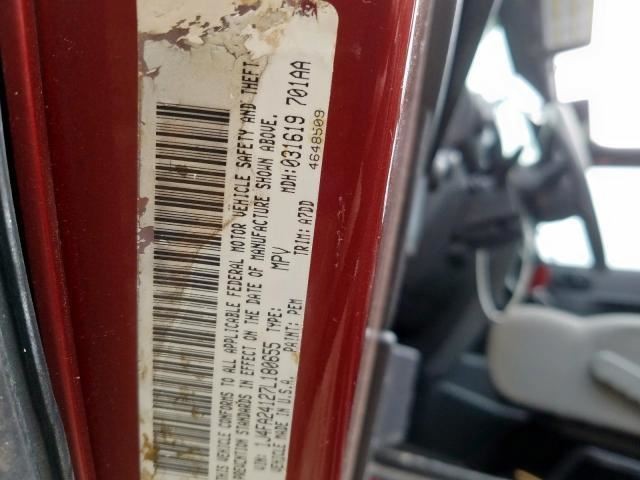 THIS VEHICLE CONFORMS TO ALL APPLICABLE FEDERAL MOTOR VEHICLE SAFETY AND THEFT
PREVENTION STANDARDS IN EFFECT ON THE DATE OF MANUFACTURE SHOWN ABOVE.
VIN: 1J4FA24127L180655 TYPE: MPV MDH:031619 701AA
VEHICLE MADE IN U.S.A. PAINT: PEM TRIM: A7DD 4648509